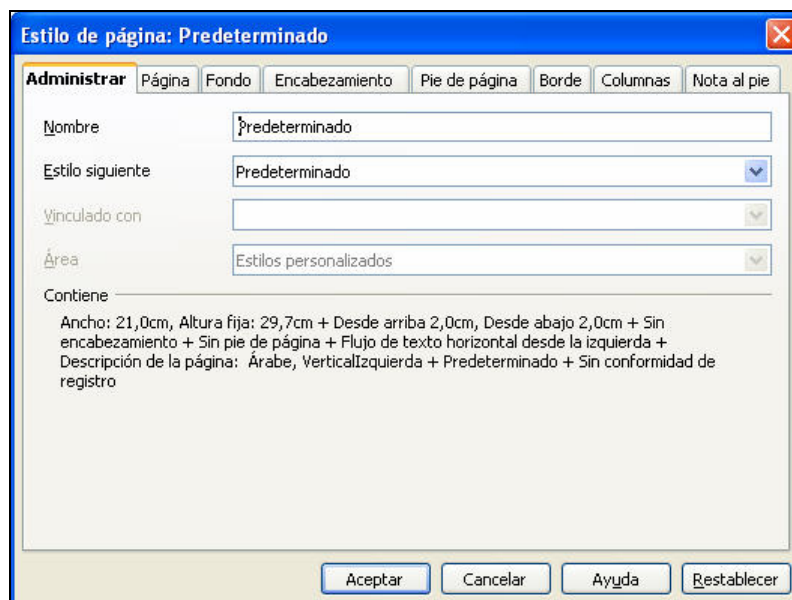 Estilo de página: Predeterminado
Administrar Página Fondo Encabezamiento Pie de página Borde Columnas Nota al pie
Nombre Predeterminado
Estilo siguiente Predeterminado
Vinculado con
Área Estilos personalizados
Contiene
Ancho: 21,0cm, Altura fija: 29,7cm + Desde arriba 2,0cm, Desde abajo 2,0cm + Sin
encabezamiento + Sin pie de página + Flujo de texto horizontal desde la izquierda +
Descripción de la página: Árabe, VerticalIzquierda + Predeterminado + Sin conformidad de
registro
Aceptar Cancelar Ayuda Restablecer